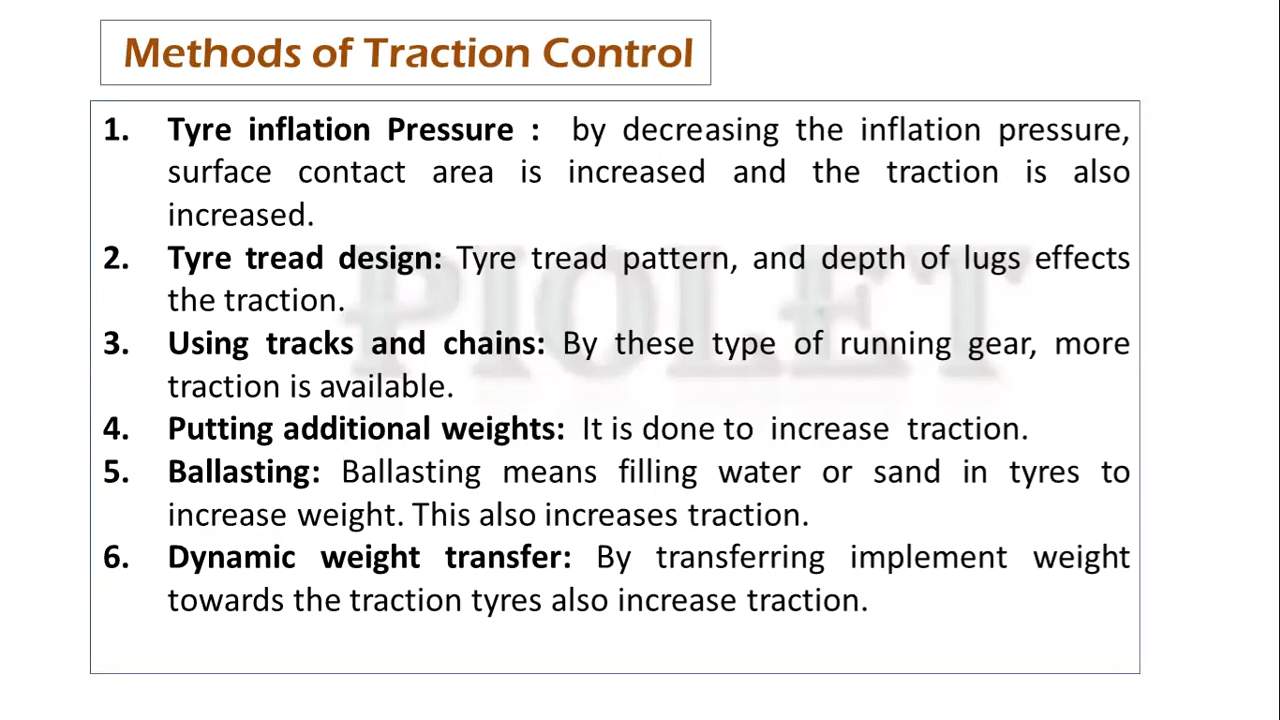 Methods of Traction Control
1. Tyre inflation Pressure : by decreasing the inflation pressure,
surface contact area is increased and the traction is also
increased.
2. Tyre tread design: Tyre tread pattern, and depth of lugs effects
the traction.
3. Using tracks and chains: By these type of running gear, more
traction is available.
4. Putting additional weights: It is done to increase traction.
5. Ballasting: Ballasting means filling water or sand in tyres to
increase weight. This also increases traction.
6. Dynamic weight transfer: By transferring implement weight
towards the traction tyres also increase traction.
PIOLET